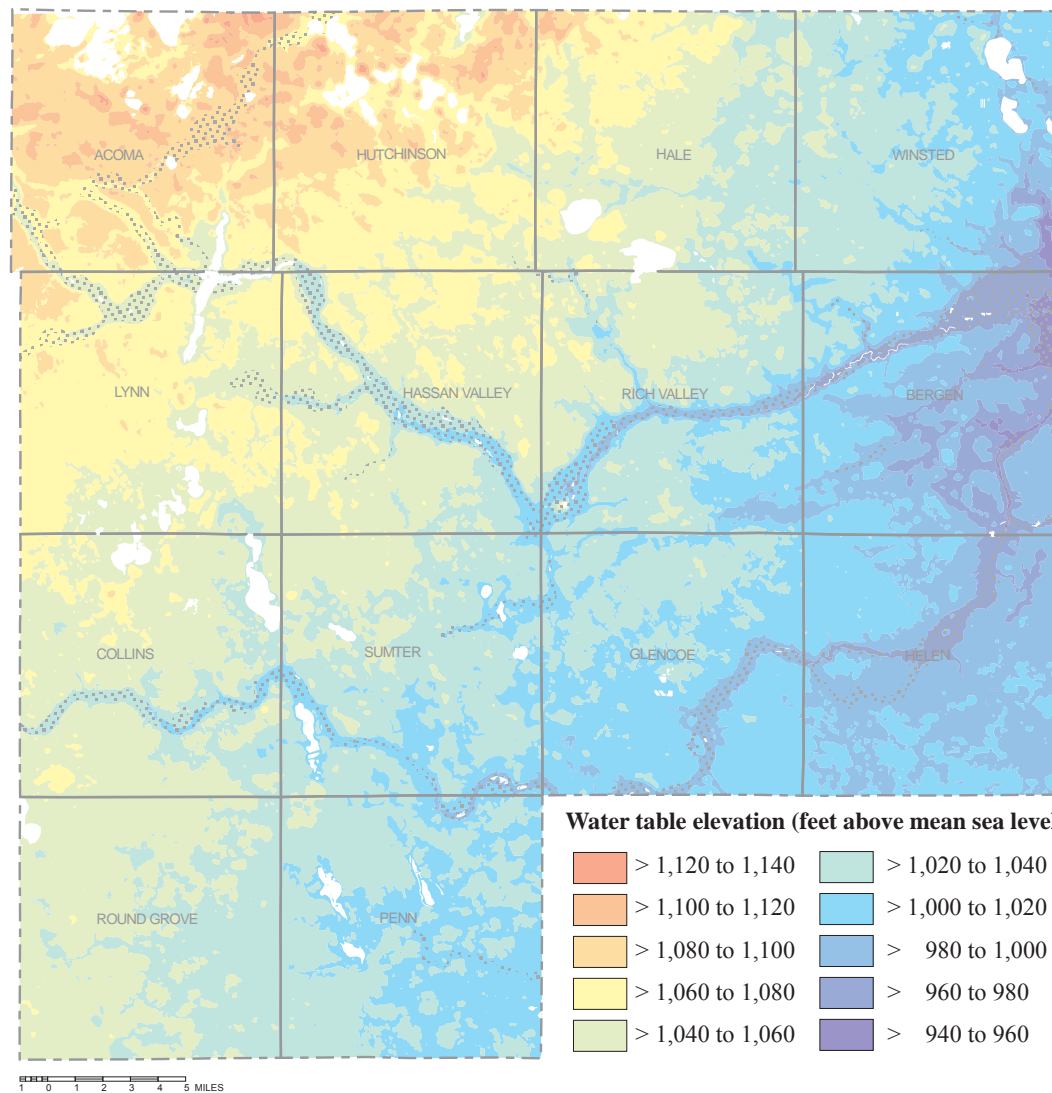 ACOMA
HUTCHINSON
HALE
WINSTED
LYNN
HASSAN VALLEY
RICH VALLEY
BERGEN
COLLINS
SUMTER
GLENCOE
HELEN
ROUND GROVE
PENN
Water table elevation (feet above mean sea level
> 1,120 to 1,140
> 1,100 to 1,120
> 1,080 to 1,100
> 1,060 to 1,080
> 1,040 to 1,060
> 1,020 to 1,040
> 1,000 to 1,020
> 980 to 1,000
> 960 to 980
> 940 to 960
1 0 1 2 3 4 5 MILES